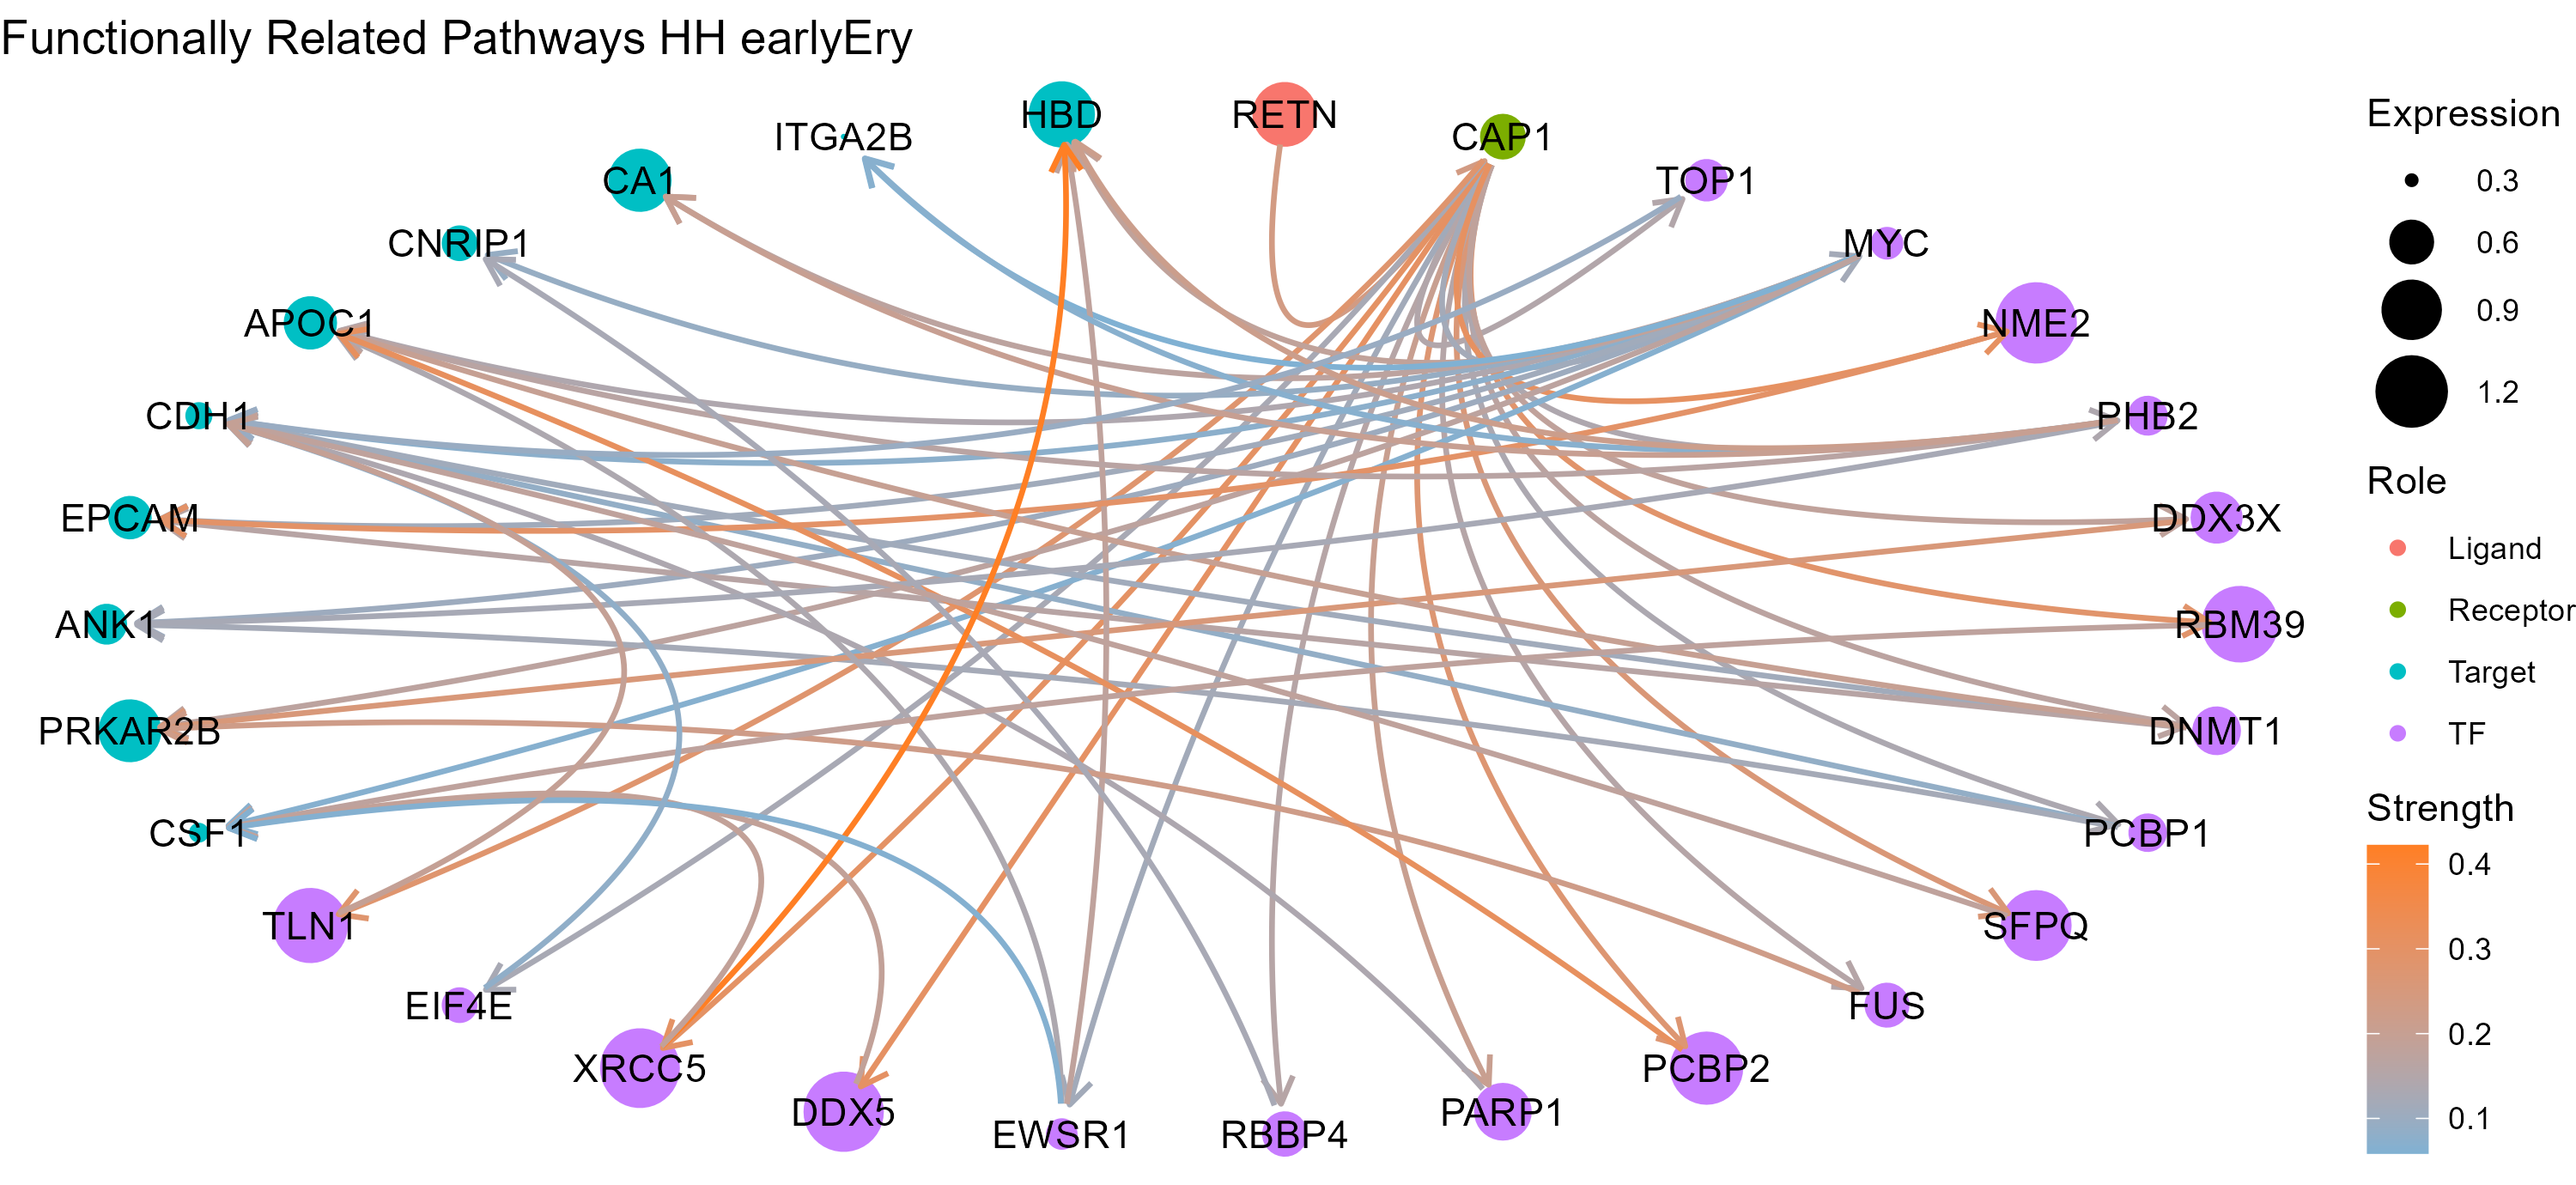 Functionally Related Pathways HH earlyEry
HBD
RETN
ITGA2B
CAP1
CA1
TOP1
CNRIP1
MYC
APOC1
NME2
CDH1
PHB2
EPCAM
DDX3X
ANK1
RBM39
PRKAR2B
DNMT1
CSF1
PCBP1
TLN1
SFPQ
EIF4E
FUS
XRCC5
PCBP2
DDX5
PARP1
EWSR1
RBBP4
Expression
0.3
0.6
0.9
1.2
Role
Ligand
Receptor
Target
TF
Strength
0.4
0.3
0.2
0.1